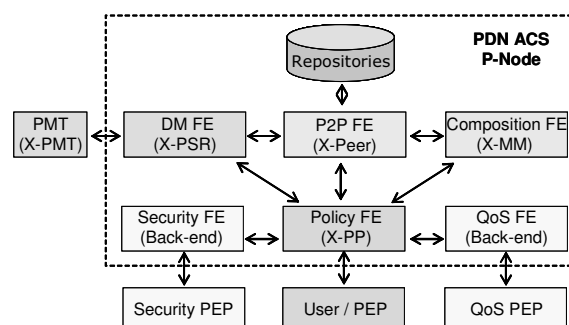 PDN ACS
P-Node
Repositories
PMT
(X-PMT)
DM FE
(X-PSR)
P2P FE
(X-Peer)
Composition FE
(X-MM)
Security FE
(Back-end)
Policy FE
(X-PP)
QoS FE
(Back-end)
Security PEP
User / PEP
QoS PEP